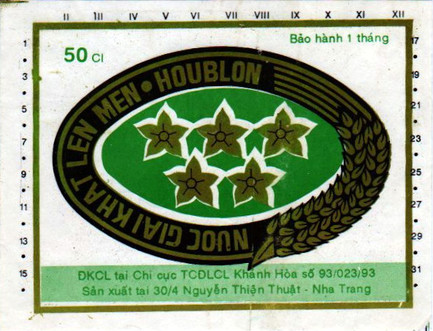 II III IV V VI VII VIII IX X XI XII
Bảo hành 1 tháng
50 Cl
NƯỚC GIẢI KHÁT LÊN MEN • HOUBLON
1
3
5
7
9
11
13
15
17
19
21
23
25
27
29
31
ĐKCL tại Chi cục TCĐLCL Khánh Hòa số 93/023/93
Sản xuất tai 30/4 Nguyễn Thiện Thuật - Nha Trang